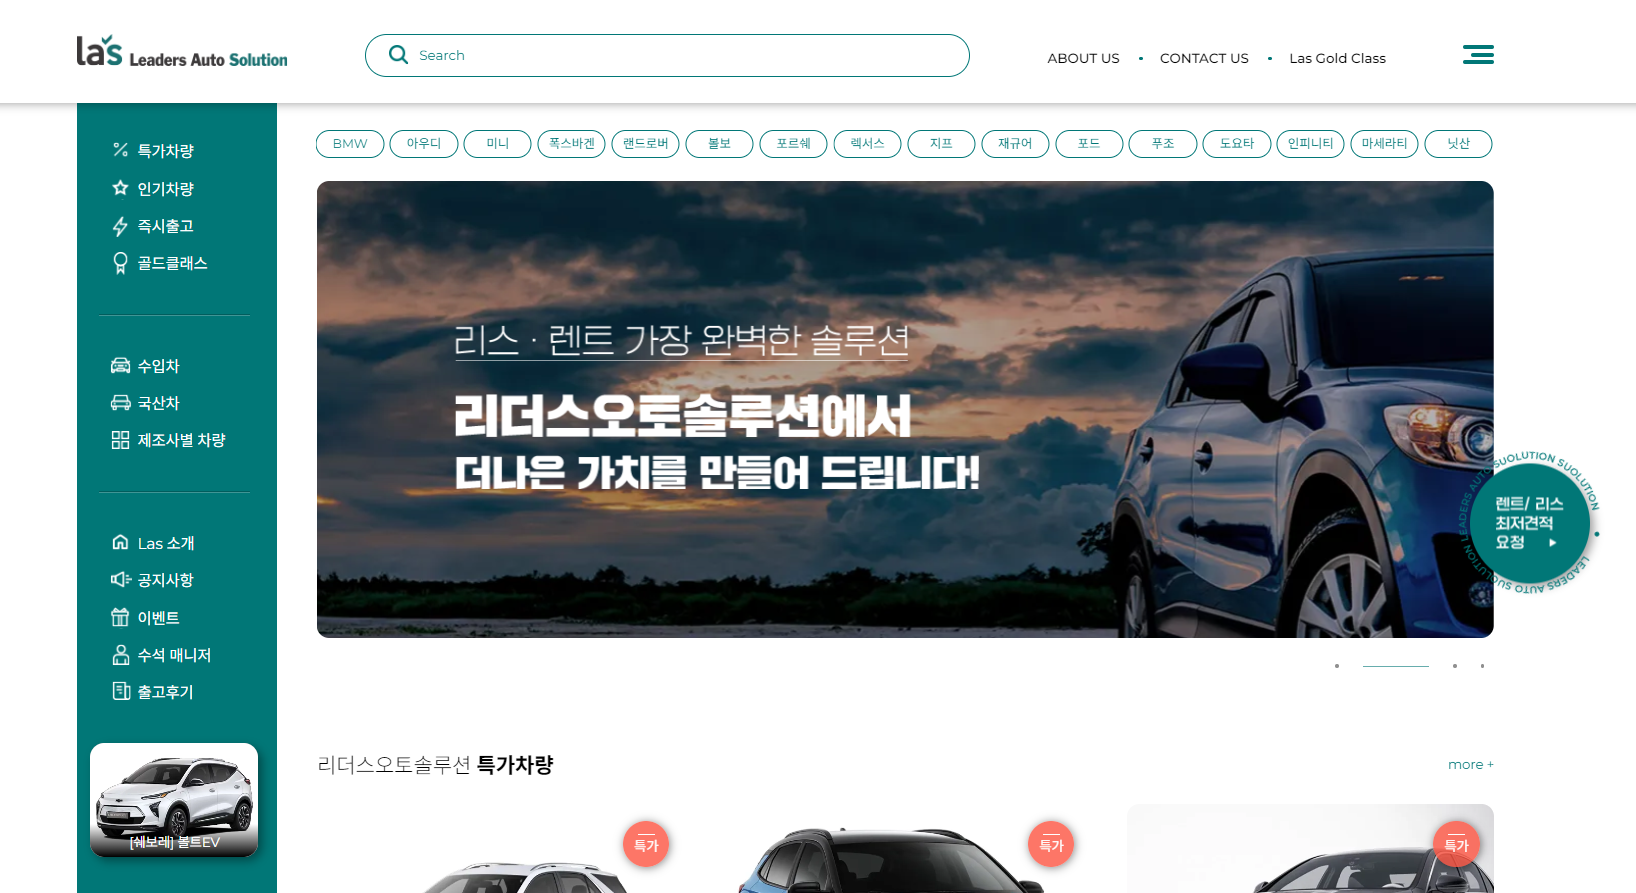 las Leaders Auto Solution
Search
ABOUT US • CONTACT US • Las Gold Class
BMW
아우디
미니
폭스바겐
랜드로버
볼보
포르쉐
렉서스
지프
재규어
포드
푸조
도요타
인피니티
마세라티
닛산
특가차량
인기차량
즉시출고
골드클래스
수입차
국산차
제조사별 차량
Las 소개
공지사항
이벤트
수석 매니저
출고후기
[쉐보레] 볼트EV
리스 · 렌트 가장 완벽한 솔루션
리더스오토솔루션에서
더나은 가치를 만들어 드립니다!
LEADERS AUTO SUOLUTION
LEADERS AUTO SUOLUTION
렌트/ 리스
최저견적
요청
리더스오토솔루션 특가차량
more +
특가
특가
특가